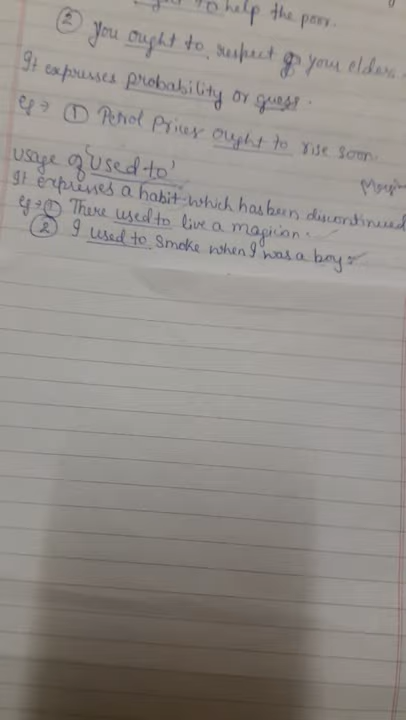 to help the poor.
② you ought to respect your elders.
It expresses probability or guess.
eg → ① Petrol Prices ought to rise soon.
usage of 'used to'
It expresses a habit which has been discontinued
eg → ① There used to live a magician.
② I used to smoke when I was a boy.